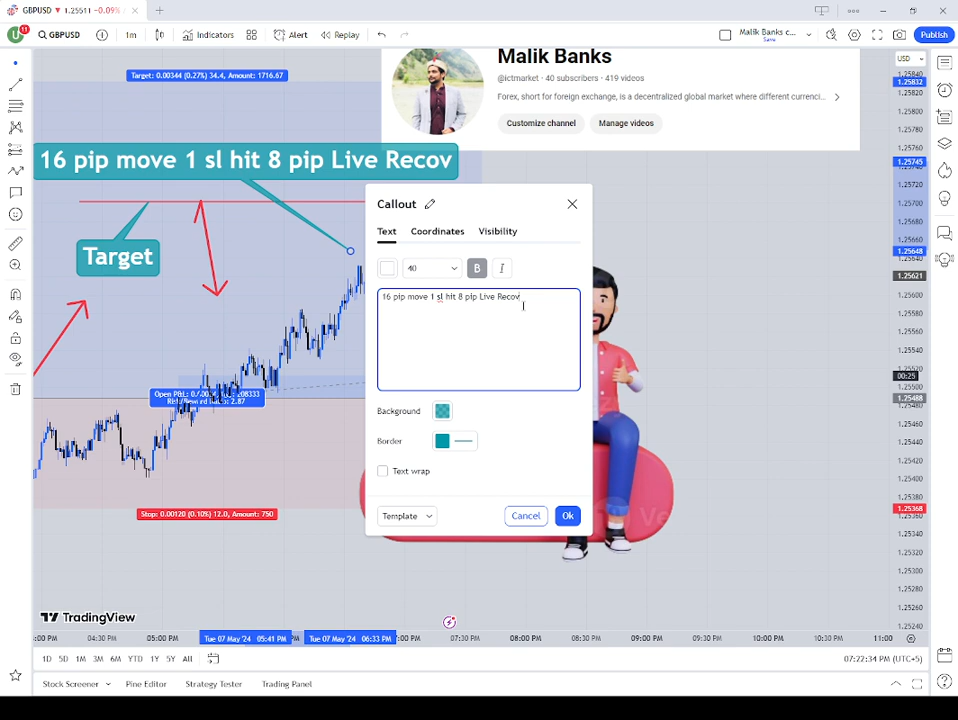 GBPUSD ▼ 1.25511 −0.09%
11
GBPUSD
1m
Indicators
Alert
Replay
Save
Publish
Malik Banks
@ictmarket · 40 subscribers · 419 videos
Forex, short for foreign exchange, is a decentralized global market where different currenci...
Customize channel
Manage videos
Target: 0.00344 (0.27%) 34.4, Amount: 1716.67
16 pip move 1 sl hit 8 pip Live Recov
Target
Stop: 0.00120 (0.10%) 12.0, Amount: 750
Callout
Text
Coordinates
Visibility
40
B
I
16 pip move 1 sl hit 8 pip Live Recov
Background
Border
Text wrap
Template
Cancel
Ok
USD
1.25832
1.25820
1.25800
1.25780
1.25760
1.25745
1.25720
1.25700
1.25680
1.25648
1.25621
1.25600
1.25580
1.25560
1.25540
00:25
1.25500
1.25488
1.25460
1.25440
1.25420
1.25400
1.25380
1.25368
1.25340
1.25320
1.25300
1.25280
1.25260
1.25240
TradingView
04:30 PM
05:00 PM
Tue 07 May '24 05:41 PM
Tue 07 May '24 06:33 PM
07:30 PM
08:00 PM
08:30 PM
09:00 PM
09:30 PM
10:00 PM
10:30 PM
11:00
1D 5D 1M 3M 6M YTD 1Y 5Y All
07:22:34 PM (UTC+5)
Stock Screener
Pine Editor
Strategy Tester
Trading Panel